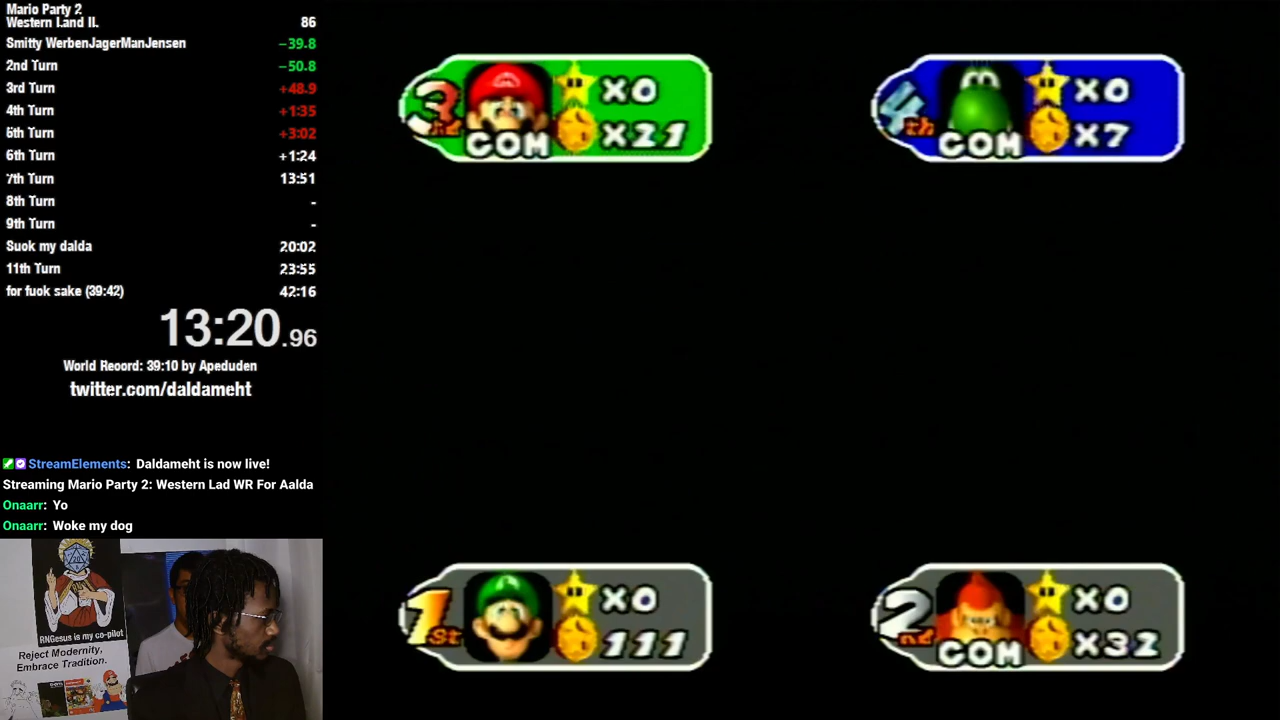 Mario Party 2
Western Land II.
86
Smitty WerbenJagerManJensen −39.8
2nd Turn −50.8
3rd Turn +48.9
4th Turn +1:35
5th Turn +3:02
6th Turn +1:24
7th Turn 13:51
8th Turn -
9th Turn -
Suck my dalda 20:02
11th Turn 23:55
for fuck sake (39:42) 42:16
13:20.96
World Record: 39:10 by Apeduden
twitter.com/daldameht
StreamElements: Daldameht is now live!
Streaming Mario Party 2: Western Lad WR For Aalda
Onaarr: Yo
Onaarr: Woke my dog
RNGesus is my co-pilot
Reject Modernity,
Embrace Tradition.
3rd COM x0
x21
4th COM x0
x7
1st x0
111
2nd COM x0
x32